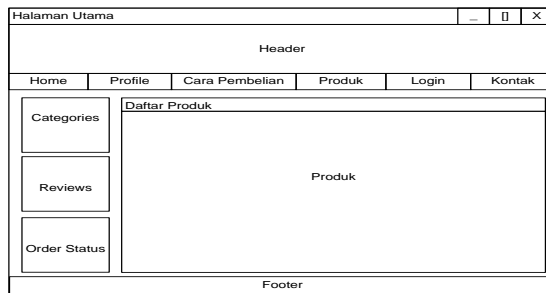 Halaman Utama _ [] X
Header
Home Profile Cara Pembelian Produk Login Kontak
Categories
Reviews
Order Status
Daftar Produk
Produk
Footer